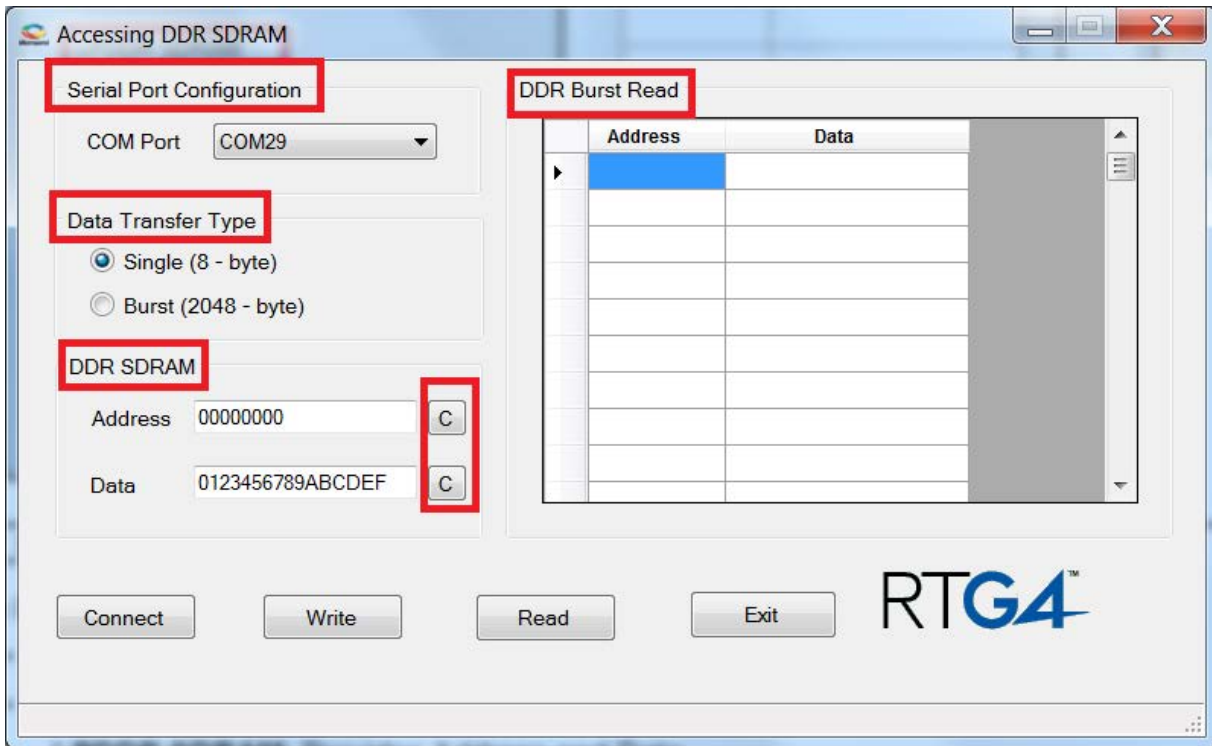 Accessing DDR SDRAM
Serial Port Configuration
COM Port COM29
Data Transfer Type
Single (8 - byte)
Burst (2048 - byte)
DDR SDRAM
Address 00000000 C
Data 0123456789ABCDEF C
DDR Burst Read
Address Data
Connect Write Read Exit
RTG4™